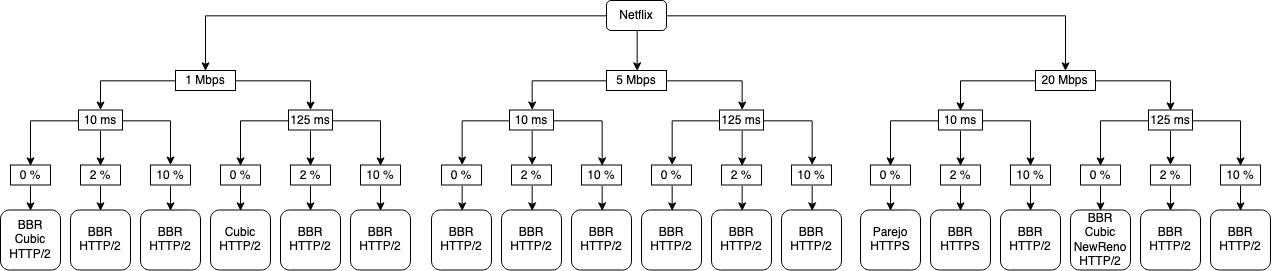 Netflix
1 Mbps
5 Mbps
20 Mbps
10 ms
125 ms
10 ms
125 ms
10 ms
125 ms
0 %
2 %
10 %
0 %
2 %
10 %
0 %
2 %
10 %
0 %
2 %
10 %
0 %
2 %
10 %
0 %
2 %
10 %
BBR
Cubic
HTTP/2
BBR
HTTP/2
BBR
HTTP/2
Cubic
HTTP/2
BBR
HTTP/2
BBR
HTTP/2
BBR
HTTP/2
BBR
HTTP/2
BBR
HTTP/2
BBR
HTTP/2
BBR
HTTP/2
BBR
HTTP/2
Parejo
HTTPS
BBR
HTTPS
BBR
HTTP/2
BBR
Cubic
NewReno
HTTP/2
BBR
HTTP/2
BBR
HTTP/2